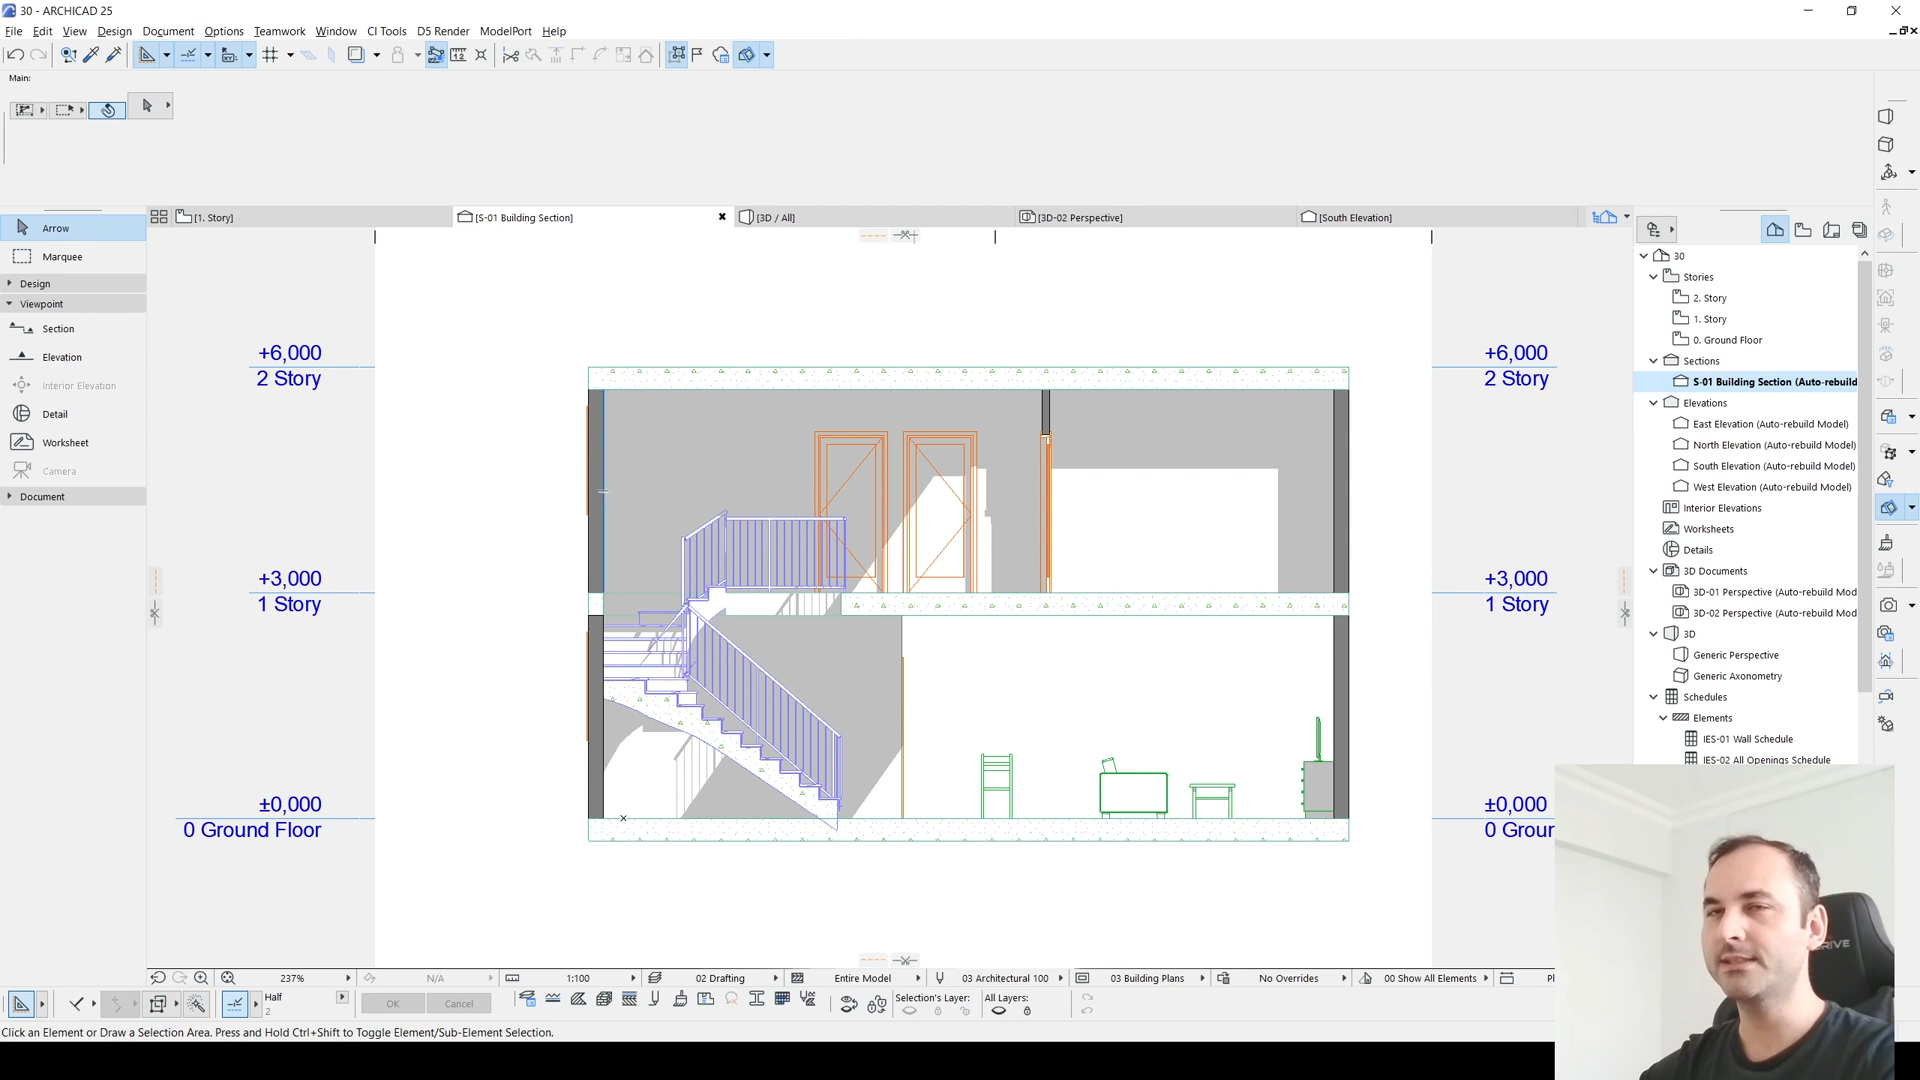 30 - ARCHICAD 25
File Edit View Design Document Options Teamwork Window CI Tools D5 Render ModelPort Help
Main:
Arrow
Marquee
Design
Viewpoint
Section
Elevation
Interior Elevation
Detail
Worksheet
Camera
Document
[1. Story]
[S-01 Building Section]
[3D / All]
[3D-02 Perspective]
[South Elevation]
+6,000
2 Story
+3,000
1 Story
±0,000
0 Ground Floor
+6,000
2 Story
+3,000
1 Story
±0,000
0 Grour
30
Stories
2. Story
1. Story
0. Ground Floor
Sections
S-01 Building Section (Auto-rebuild
Elevations
East Elevation (Auto-rebuild Model)
North Elevation (Auto-rebuild Model)
South Elevation (Auto-rebuild Model)
West Elevation (Auto-rebuild Model)
Interior Elevations
Worksheets
Details
3D Documents
3D-01 Perspective (Auto-rebuild Mod
3D-02 Perspective (Auto-rebuild Mod
3D
Generic Perspective
Generic Axonometry
Schedules
Elements
IES-01 Wall Schedule
IES-02 All Openings Schedule
237% N/A 1:100 02 Drafting Entire Model 03 Architectural 100 03 Building Plans No Overrides 00 Show All Elements Pl
Half
2
OK Cancel
Selection's Layer: All Layers:
Click an Element or Draw a Selection Area. Press and Hold Ctrl+Shift to Toggle Element/Sub-Element Selection.